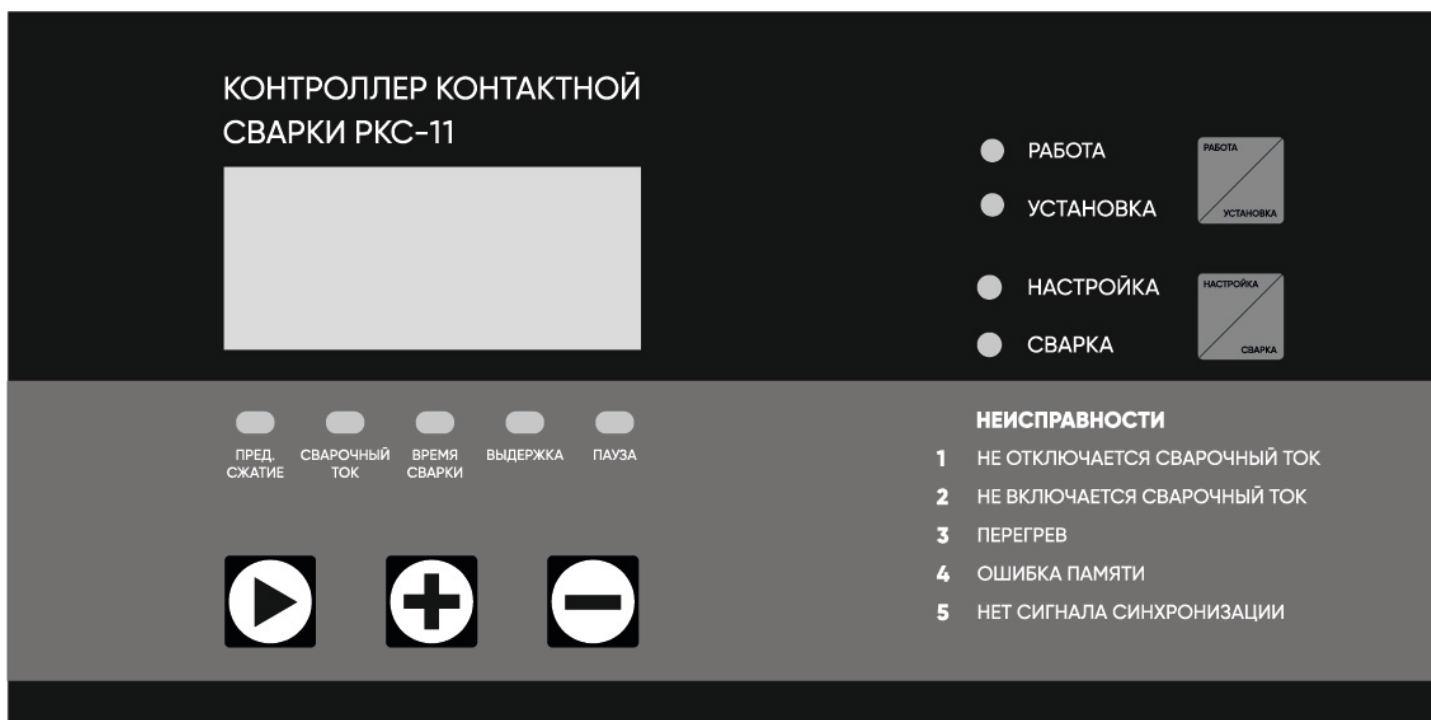 КОНТРОЛЛЕР КОНТАКТНОЙ
СВАРКИ РКС-11
РАБОТА
УСТАНОВКА
РАБОТА
УСТАНОВКА
НАСТРОЙКА
СВАРКА
НАСТРОЙКА
СВАРКА
ПРЕД.
СЖАТИЕ
СВАРОЧНЫЙ
ТОК
ВРЕМЯ
СВАРКИ
ВЫДЕРЖКА
ПАУЗА
НЕИСПРАВНОСТИ
1 НЕ ОТКЛЮЧАЕТСЯ СВАРОЧНЫЙ ТОК
2 НЕ ВКЛЮЧАЕТСЯ СВАРОЧНЫЙ ТОК
3 ПЕРЕГРЕВ
4 ОШИБКА ПАМЯТИ
5 НЕТ СИГНАЛА СИНХРОНИЗАЦИИ